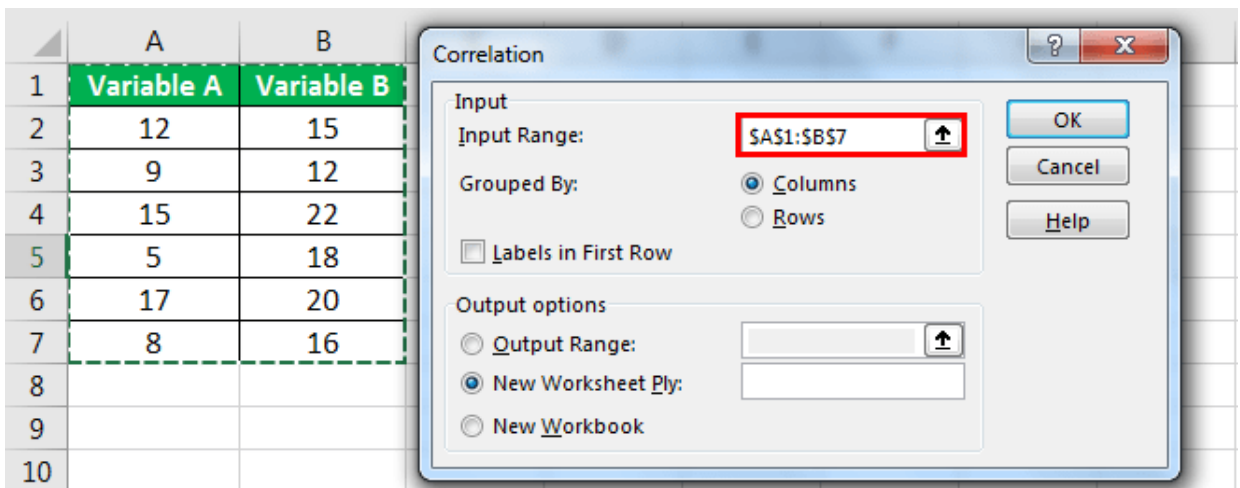 A B
1 Variable A Variable B
2 12 15
3 9 12
4 15 22
5 5 18
6 17 20
7 8 16
8
9
10
Correlation
? X
Input
Input Range: $A$1:$B$7
Grouped By: Columns
Rows
Labels in First Row
Output options
Output Range:
New Worksheet Ply:
New Workbook
OK
Cancel
Help